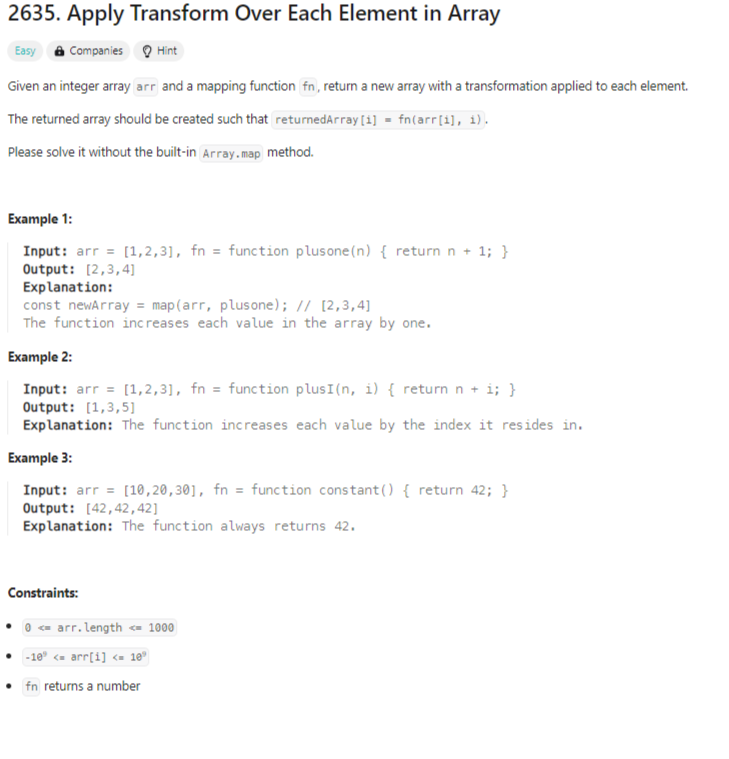 2635. Apply Transform Over Each Element in Array
Easy Companies Hint
Given an integer array arr and a mapping function fn, return a new array with a transformation applied to each element.
The returned array should be created such that returnedArray[i] = fn(arr[i], i).
Please solve it without the built-in Array.map method.
Example 1:
Input: arr = [1,2,3], fn = function plusone(n) { return n + 1; }
Output: [2,3,4]
Explanation:
const newArray = map(arr, plusone); // [2,3,4]
The function increases each value in the array by one.
Example 2:
Input: arr = [1,2,3], fn = function plusI(n, i) { return n + i; }
Output: [1,3,5]
Explanation: The function increases each value by the index it resides in.
Example 3:
Input: arr = [10,20,30], fn = function constant() { return 42; }
Output: [42,42,42]
Explanation: The function always returns 42.
Constraints:
• 0 <= arr.length <= 1000
• -10⁹ <= arr[i] <= 10⁹
• fn returns a number